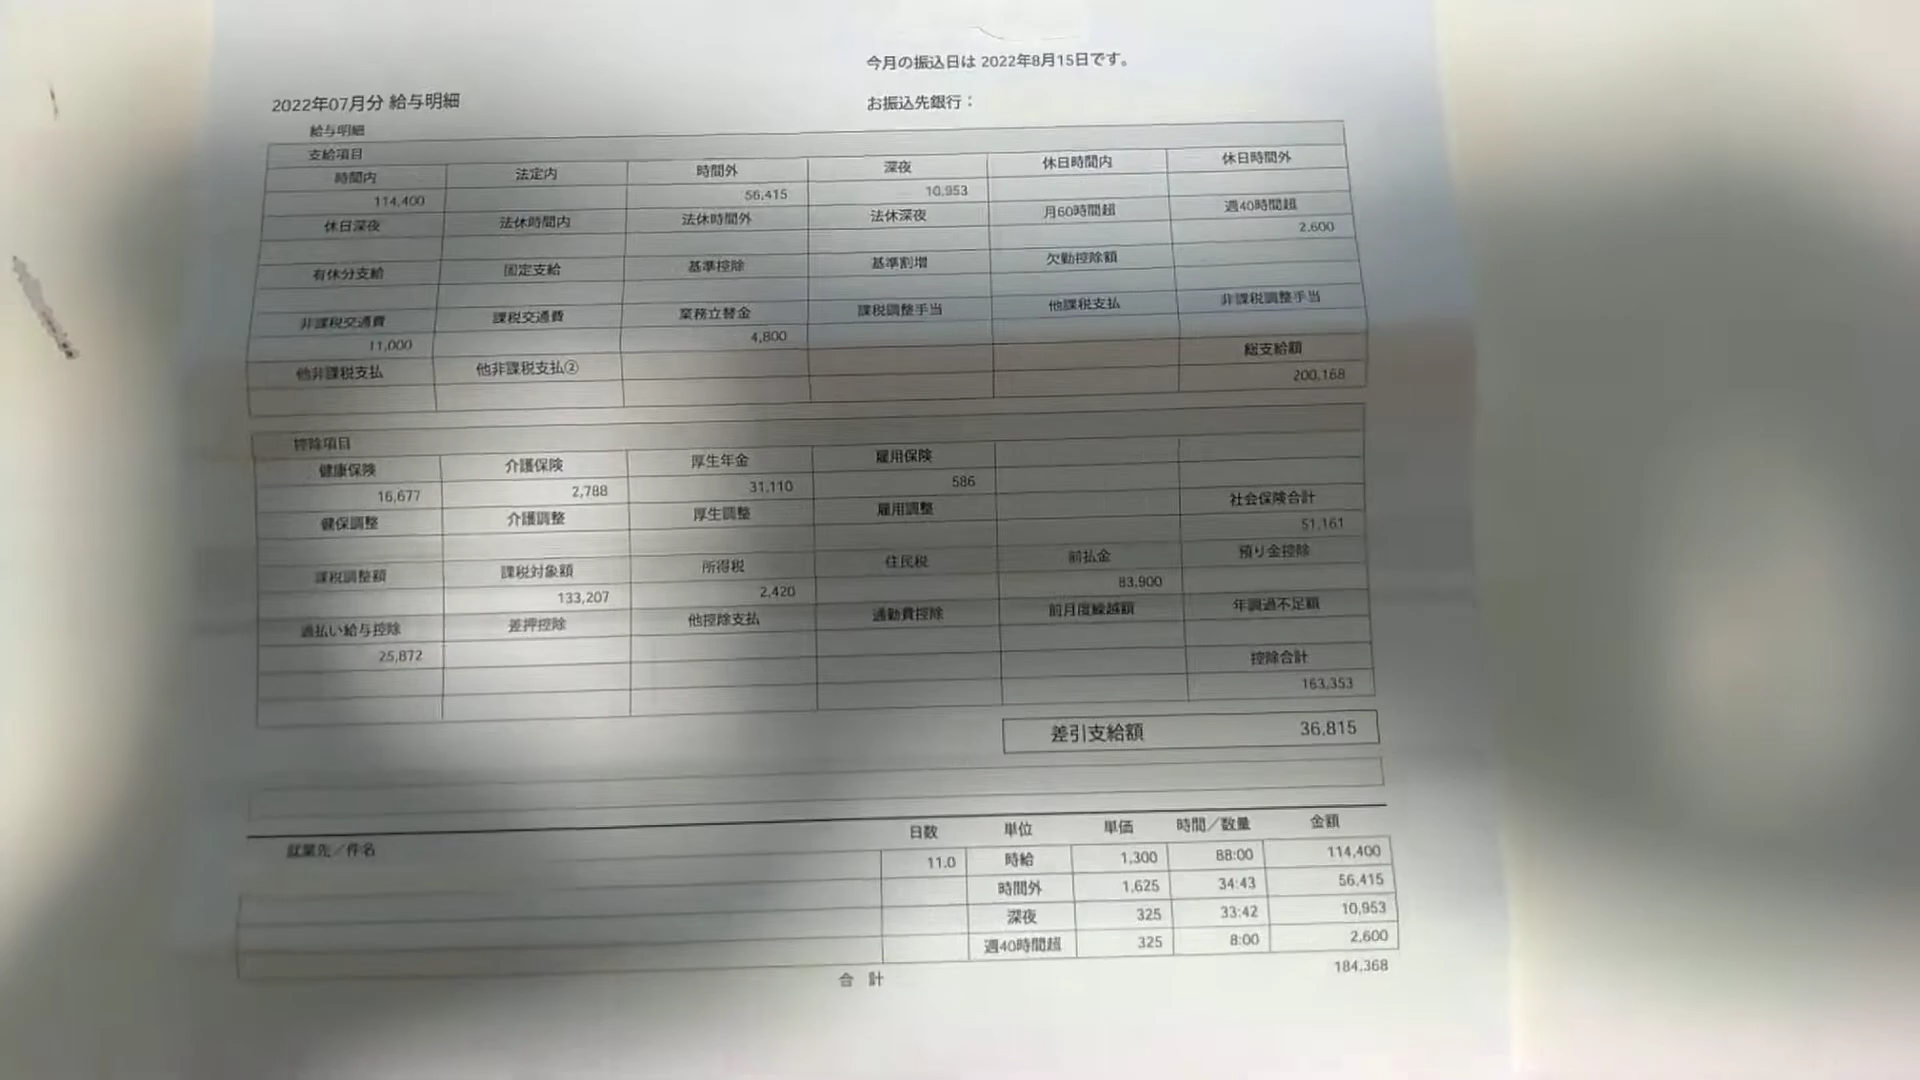 今月の振込日は 2022年8月15日です。
2022年07月分 給与明細
お振込先銀行：
給与明細
支給項目
時間内 法定内 時間外 深夜 休日時間内 休日時間外
114,400 56,415 10,953
休日深夜 法休時間内 法休時間外 法休深夜 月60時間超 週40時間超
2,600
有休分支給 固定支給 基準控除 基準割増 欠勤控除額
非課税交通費 課税交通費 業務立替金 課税調整手当 他課税支払 非課税調整手当
11,000 4,800
他非課税支払 他非課税支払② 総支給額
200,168
控除項目
健康保険 介護保険 厚生年金 雇用保険
16,677 2,788 31,110 586
健保調整 介護調整 厚生調整 雇用調整 社会保険合計
51,161
課税調整額 課税対象額 所得税 住民税 前払金 預り金控除
133,207 2,420 83,900
過払い給与控除 差押控除 他控除支払 通勤費控除 前月度繰越額 年調過不足額
25,872
控除合計
163,353
差引支給額 36,815
就業先／件名 日数 単位 単価 時間／数量 金額
11.0 時給 1,300 88:00 114,400
時間外 1,625 34:43 56,415
深夜 325 33:42 10,953
週40時間超 325 8:00 2,600
合 計 184,368